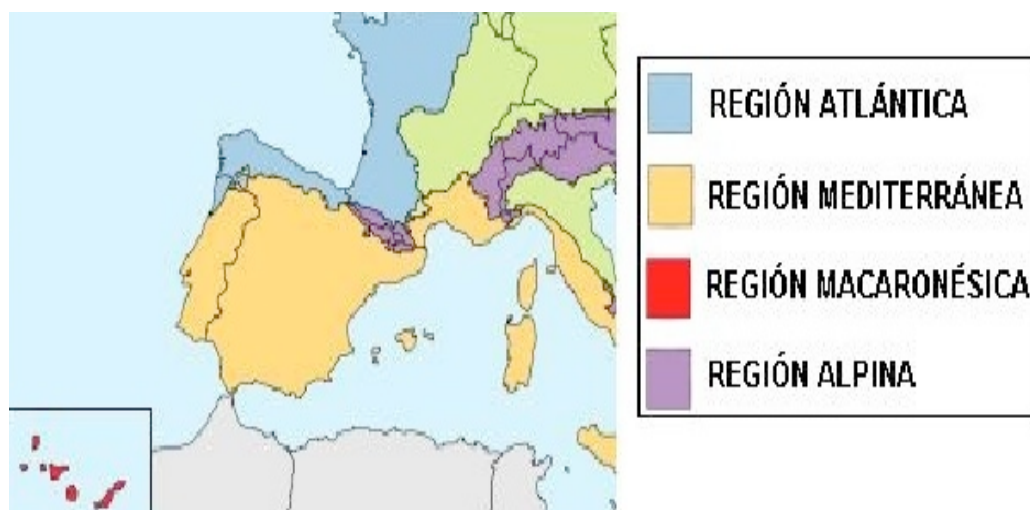 REGIÓN ATLÁNTICA
REGIÓN MEDITERRÁNEA
REGIÓN MACARONÉSICA
REGIÓN ALPINA